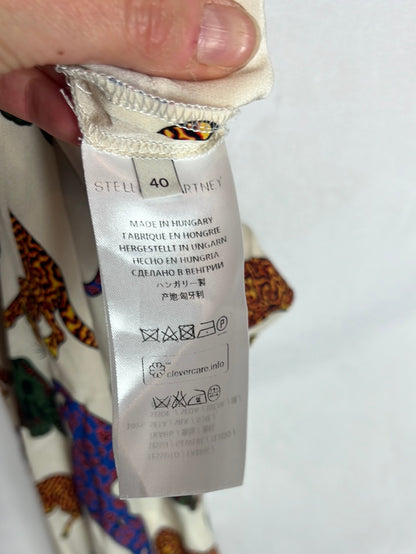 STELL RTNEY
40
MADE IN HUNGARY
FABRIQUE EN HONGRIE
HERGESTELLT IN UNGARN
HECHO EN HUNGRIA
СДЕЛАНО В ВЕНГРИИ
ハンガリー製
产地:匈牙利
clevercare.info